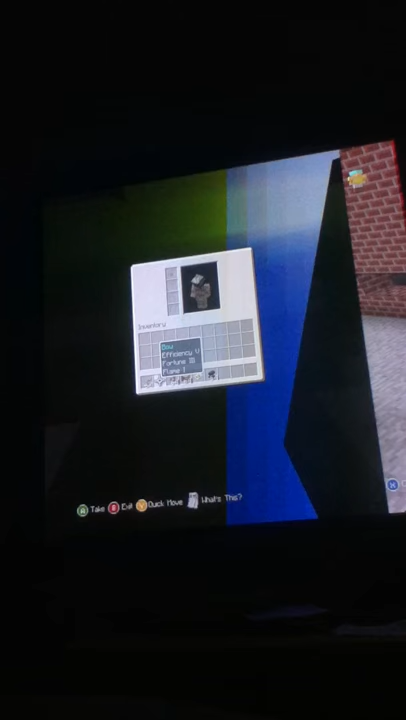 Inventory
Bow
Efficiency V
Fortune III
Flame I
A Take B Exit Y Quick Move What's This?
X